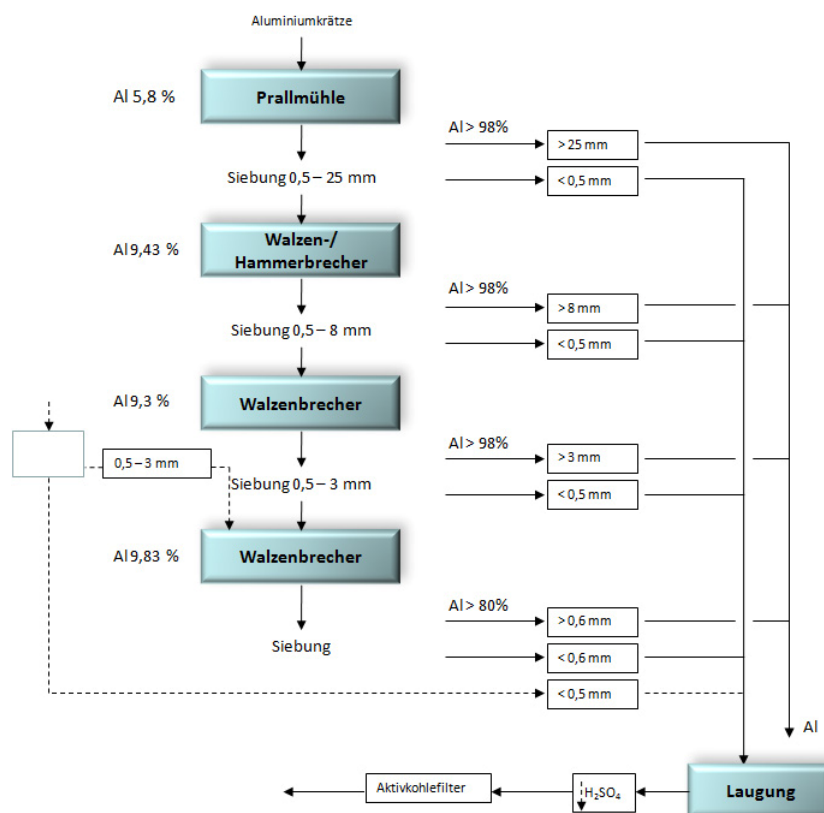 Aluminiumkrätze
Al 5,8 %
Prallmühle
Al > 98%
> 25 mm
Siebung 0,5 – 25 mm
< 0,5 mm
Al 9,43 %
Walzen-/
Hammerbrecher
Al > 98%
> 8 mm
Siebung 0,5 – 8 mm
< 0,5 mm
Al 9,3 %
Walzenbrecher
Al > 98%
0,5 – 3 mm
> 3 mm
Siebung 0,5 – 3 mm
< 0,5 mm
Al 9,83 %
Walzenbrecher
Al > 80%
> 0,6 mm
Siebung
< 0,6 mm
< 0,5 mm
Al
Aktivkohlefilter
H₂SO₄
Laugung